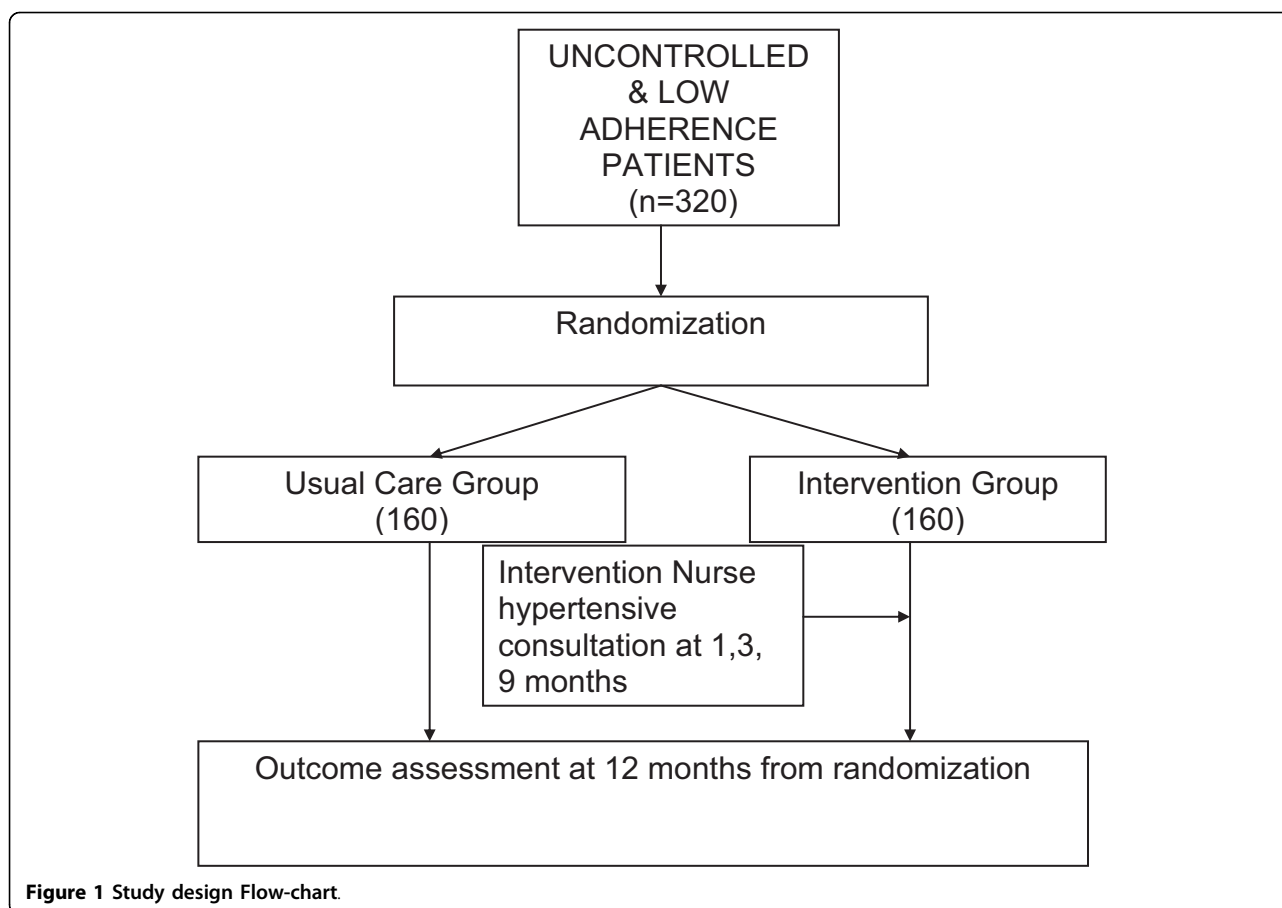 UNCONTROLLED
& LOW
ADHERENCE
PATIENTS
(n=320)
Randomization
Usual Care Group
(160)
Intervention Group
(160)
Intervention Nurse
hypertensive
consultation at 1,3,
9 months
Outcome assessment at 12 months from randomization
Figure 1 Study design Flow-chart.